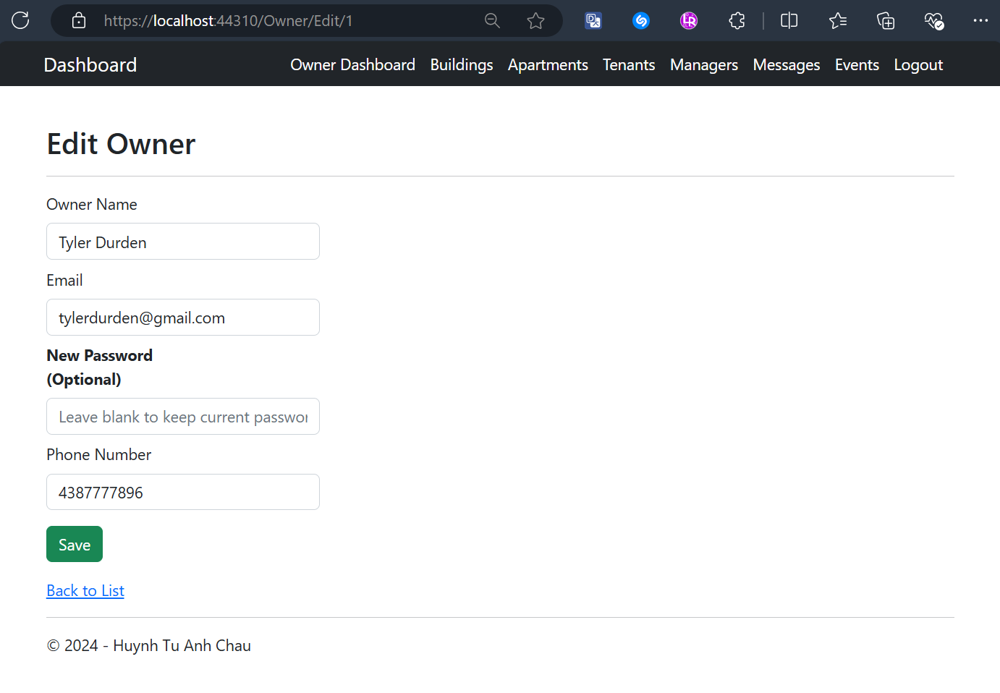 https://localhost:44310/Owner/Edit/1
Dashboard Owner Dashboard Buildings Apartments Tenants Managers Messages Events Logout
Edit Owner
Owner Name
Tyler Durden
Email
tylerdurden@gmail.com
New Password
(Optional)
Leave blank to keep current passwor
Phone Number
4387777896
Save
Back to List
© 2024 - Huynh Tu Anh Chau